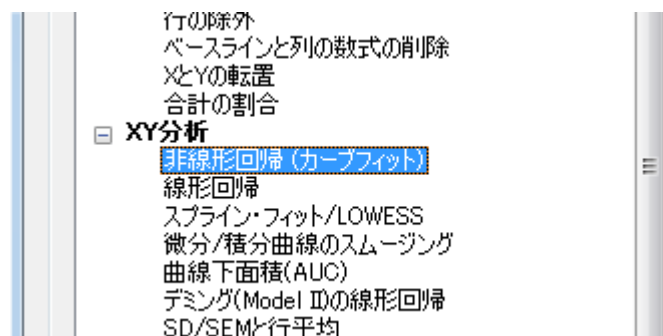 行の除外
ベースラインと列の数式の削除
XとYの転置
合計の割合
XY分析
非線形回帰 (カーブフィット)
線形回帰
スプライン・フィット/LOWESS
微分/積分曲線のスムージング
曲線下面積(AUC)
デミング(Model II)の線形回帰
SD/SEMと行平均